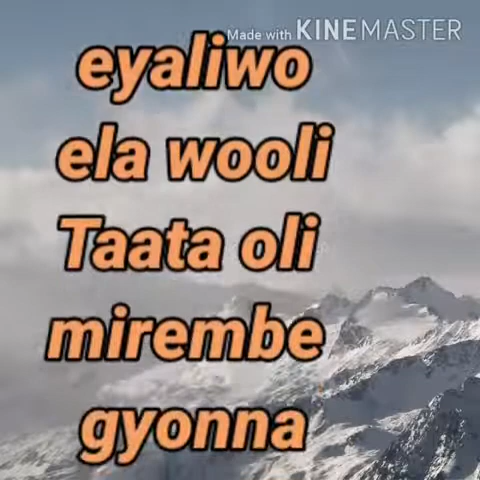 Made with KINEMASTER
eyaliwo
ela wooli
Taata oli
mirembe
gyonna